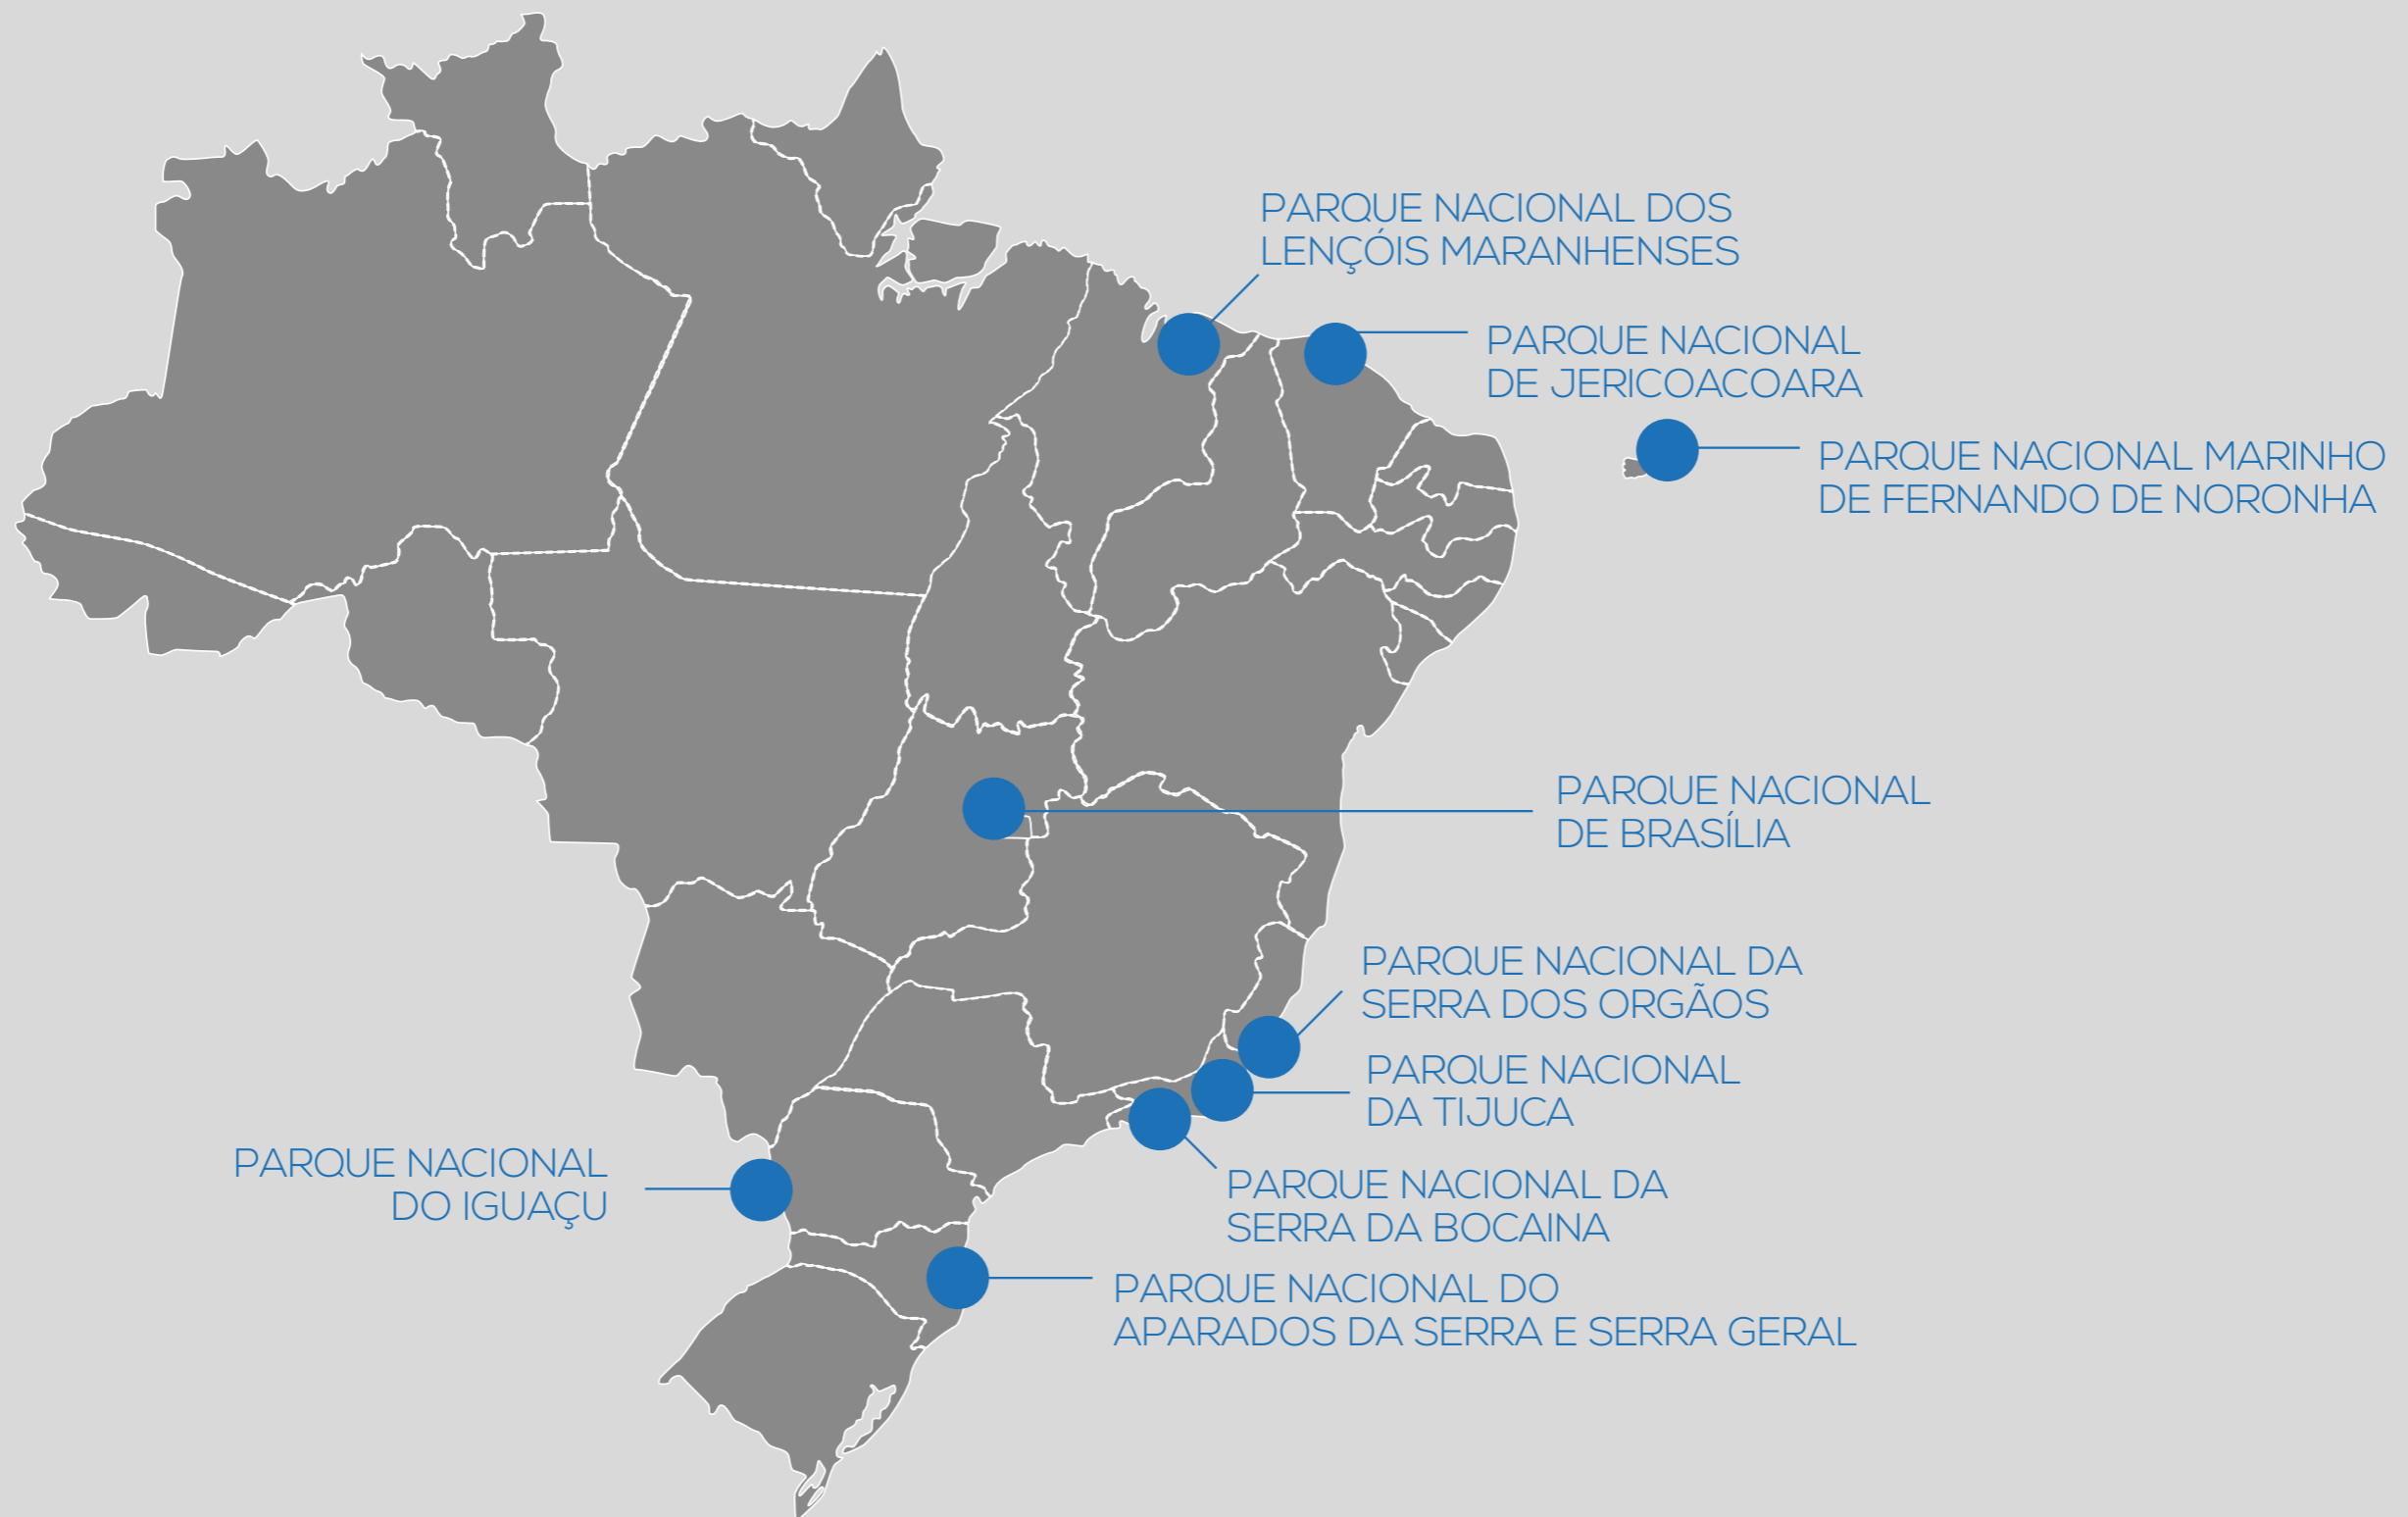 PARQUE NACIONAL DOS
LENÇÓIS MARANHENSES
PARQUE NACIONAL
DE JERICOACOARA
PARQUE NACIONAL MARINHO
DE FERNANDO DE NORONHA
PARQUE NACIONAL
DE BRASÍLIA
PARQUE NACIONAL DA
SERRA DOS ORGÃOS
PARQUE NACIONAL
DA TIJUCA
PARQUE NACIONAL
DO IGUAÇU
PARQUE NACIONAL DA
SERRA DA BOCAINA
PARQUE NACIONAL DO
APARADOS DA SERRA E SERRA GERAL